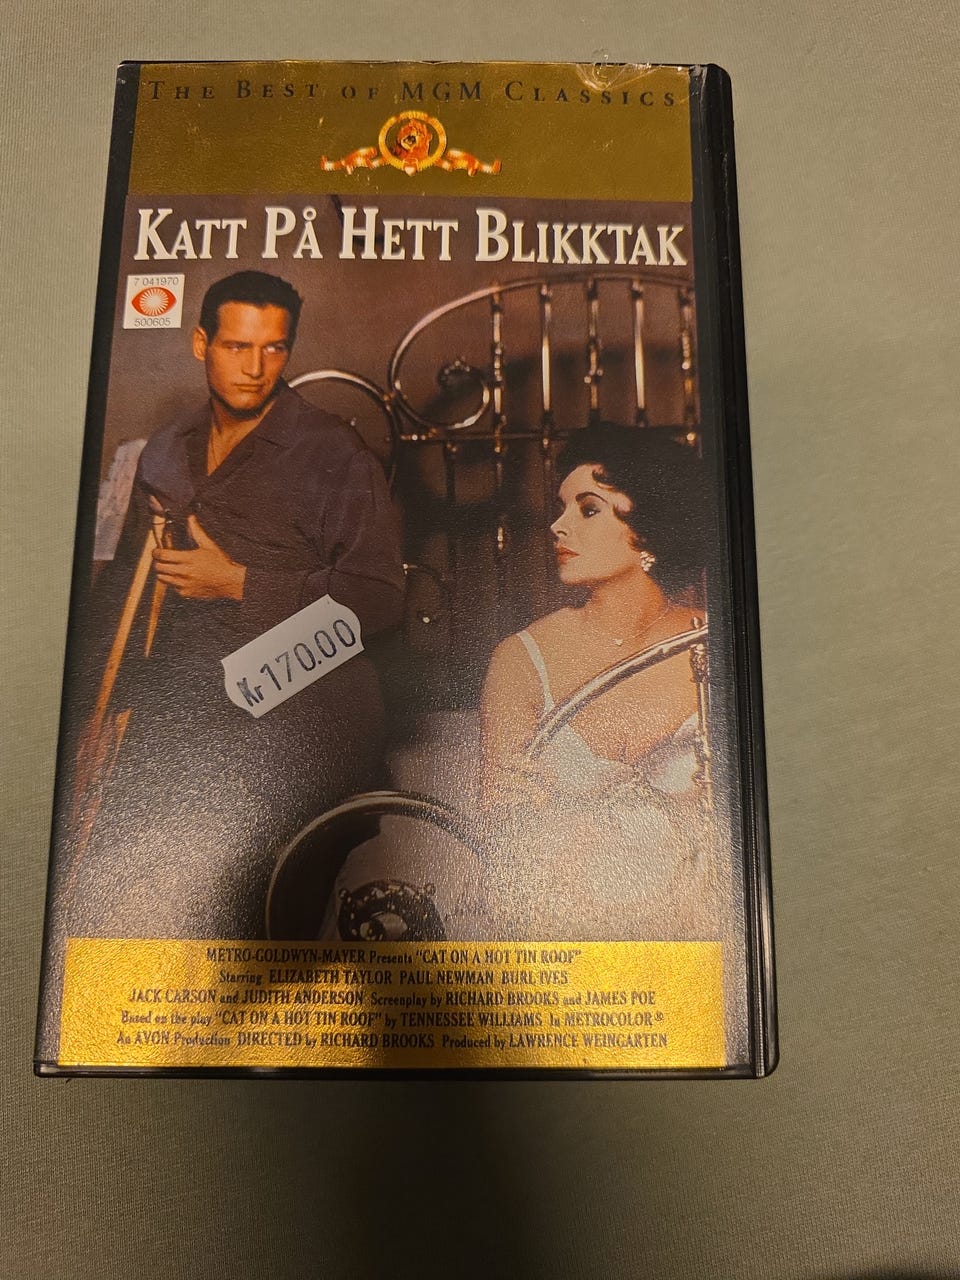 THE BEST OF MGM CLASSICS
KATT PÅ HETT BLIKKTAK
7 041970
500605
Kr 170.00
METRO-GOLDWYN-MAYER Presents "CAT ON A HOT TIN ROOF"
Starring ELIZABETH TAYLOR PAUL NEWMAN BURL IVES
JACK CARSON and JUDITH ANDERSON Screenplay by RICHARD BROOKS and JAMES POE
Based on the play "CAT ON A HOT TIN ROOF" by TENNESSEE WILLIAMS In METROCOLOR®
An AVON Production DIRECTED by RICHARD BROOKS Produced by LAWRENCE WEINGARTEN